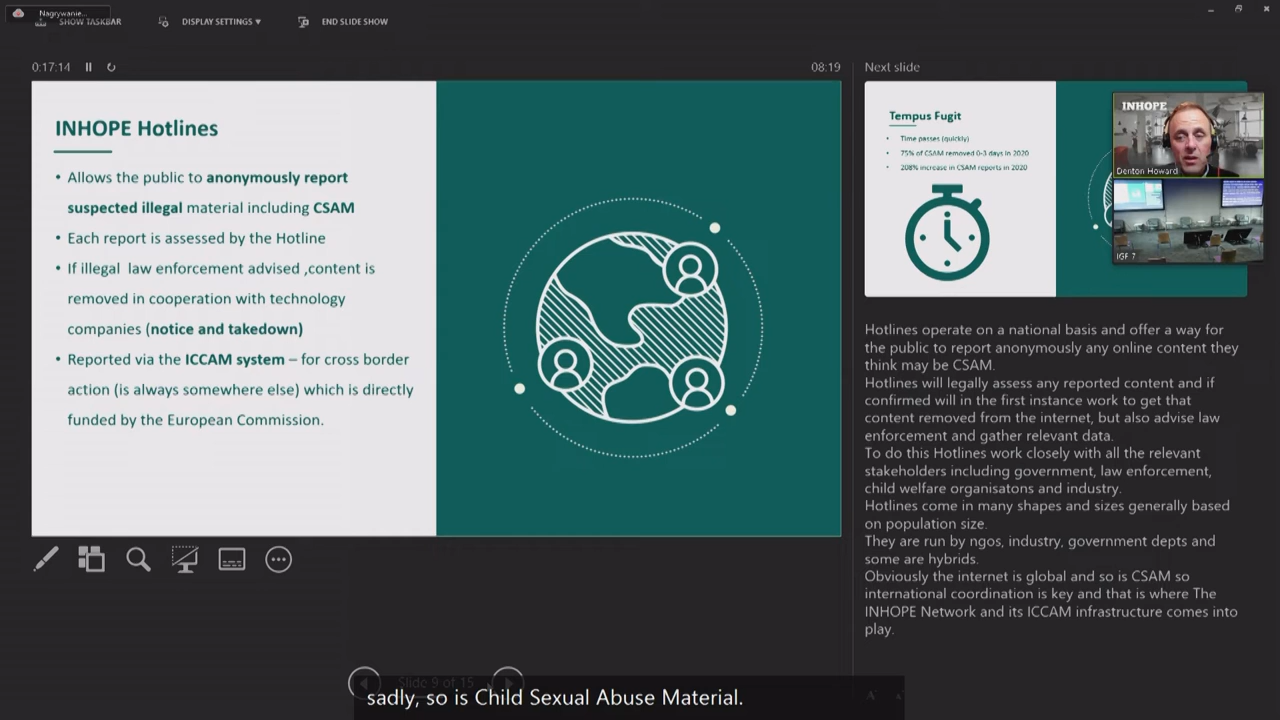 Nagrywanie...
SHOW TASKBAR
DISPLAY SETTINGS ▼
END SLIDE SHOW
0:17:14
08:19
INHOPE Hotlines
• Allows the public to anonymously report
suspected illegal material including CSAM
• Each report is assessed by the Hotline
• If illegal law enforcement advised ,content is
removed in cooperation with technology
companies (notice and takedown)
• Reported via the ICCAM system – for cross border
action (is always somewhere else) which is directly
funded by the European Commission.
Next slide
Tempus Fugit
• Time passes (quickly)
• 75% of CSAM removed 0-3 days in 2020
• 208% increase in CSAM reports in 2020
INHOPE
Denton Howard
IGF 7
Hotlines operate on a national basis and offer a way for
the public to report anonymously any online content they
think may be CSAM.
Hotlines will legally assess any reported content and if
confirmed will in the first instance work to get that
content removed from the internet, but also advise law
enforcement and gather relevant data.
To do this Hotlines work closely with all the relevant
stakeholders including government, law enforcement,
child welfare organisatons and industry.
Hotlines come in many shapes and sizes generally based
on population size.
They are run by ngos, industry, government depts and
some are hybrids.
Obviously the internet is global and so is CSAM so
international coordination is key and that is where The
INHOPE Network and its ICCAM infrastructure comes into
play.
Slide 9 of 15
sadly, so is Child Sexual Abuse Material.